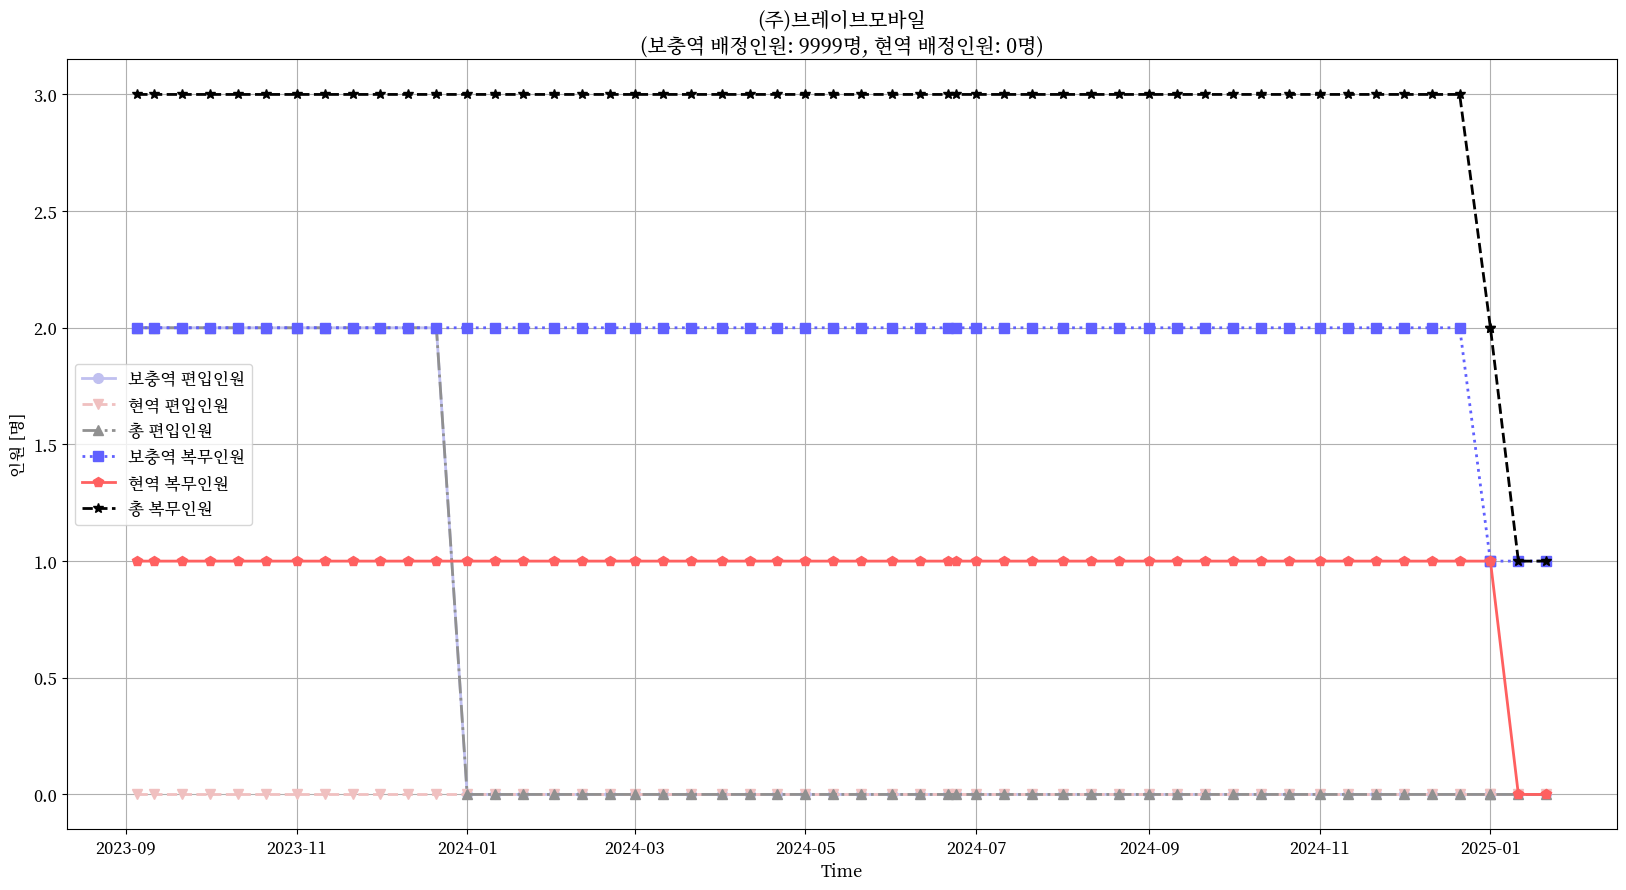 (주)브레이브모바일
(보충역 배정인원: 9999명, 현역 배정인원: 0명)
인원 [명]
3.0
2.5
2.0
1.5
1.0
0.5
0.0
보충역 편입인원
현역 편입인원
총 편입인원
보충역 복무인원
현역 복무인원
총 복무인원
2023-09 2023-11 2024-01 2024-03 2024-05 2024-07 2024-09 2024-11 2025-01
Time